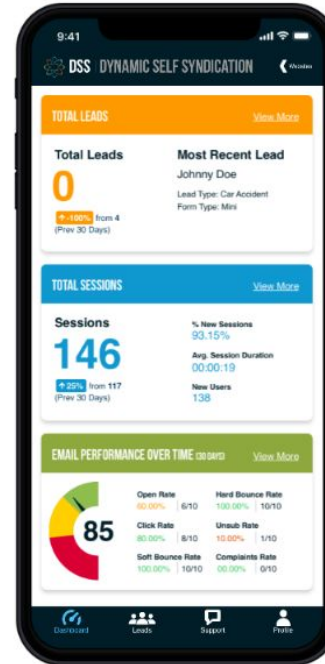 9:41
DSS DYNAMIC SELF SYNDICATION
Websites
TOTAL LEADS View More
Total Leads
0
-100% from 4
(Prev 30 Days)
Most Recent Lead
Johnny Doe
Lead Type: Car Accident
Form Type: Mini
TOTAL SESSIONS View More
Sessions
146
25% from 117
(Prev 30 Days)
% New Sessions
93.15%
Avg. Session Duration
00:00:19
New Users
138
EMAIL PERFORMANCE OVER TIME (30 DAYS) View More
85
Open Rate
60.00% 6/10
Hard Bounce Rate
100.00% 10/10
Click Rate
80.00% 8/10
Unsub Rate
10.00% 1/10
Soft Bounce Rate
100.00% 10/10
Complaints Rate
00.00% 0/10
Dashboard Leads Support Profile